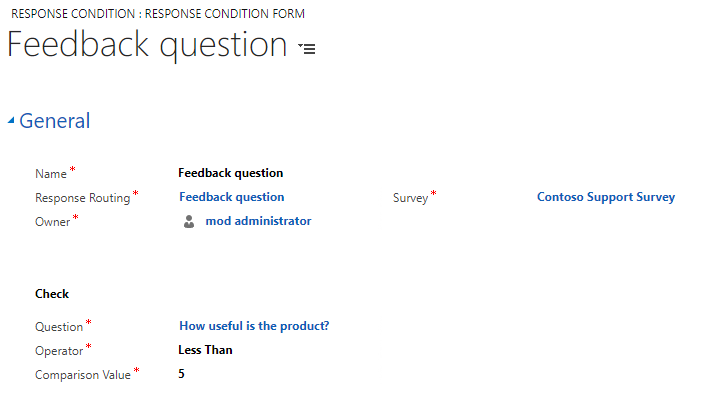 RESPONSE CONDITION : RESPONSE CONDITION FORM
Feedback question
General
Name* Feedback question
Response Routing* Feedback question Survey* Contoso Support Survey
Owner* mod administrator
Check
Question* How useful is the product?
Operator* Less Than
Comparison Value* 5